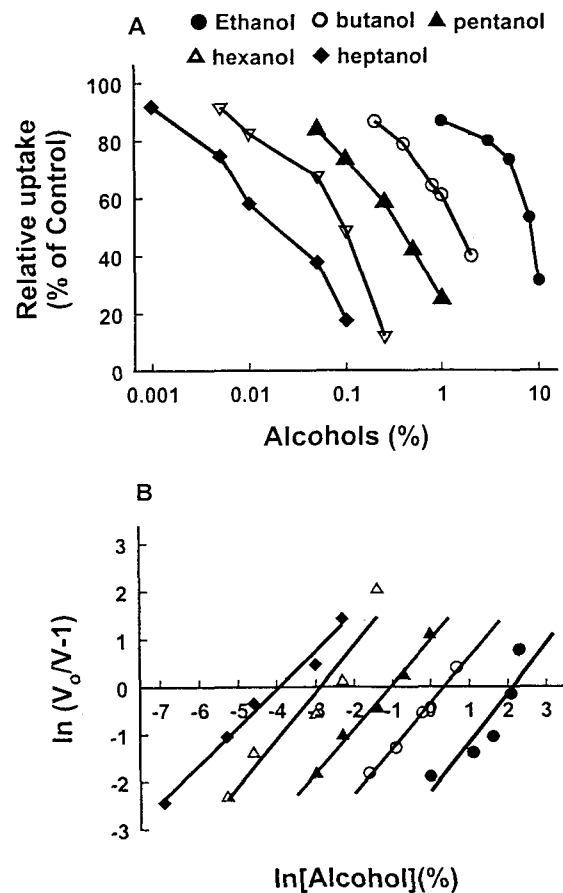 A
● Ethanol ○ butanol ▲ pentanol
△ hexanol ◆ heptanol
Relative uptake
(% of Control)
100
80
60
40
20
0
0.001 0.01 0.1 1 10
Alcohols (%)
B
ln (Vo/V-1)
3
2
1
0
-1
-2
-3
-7 -6 -5 -4 -3 -2 -1 0 1 2 3
ln[Alcohol](%)